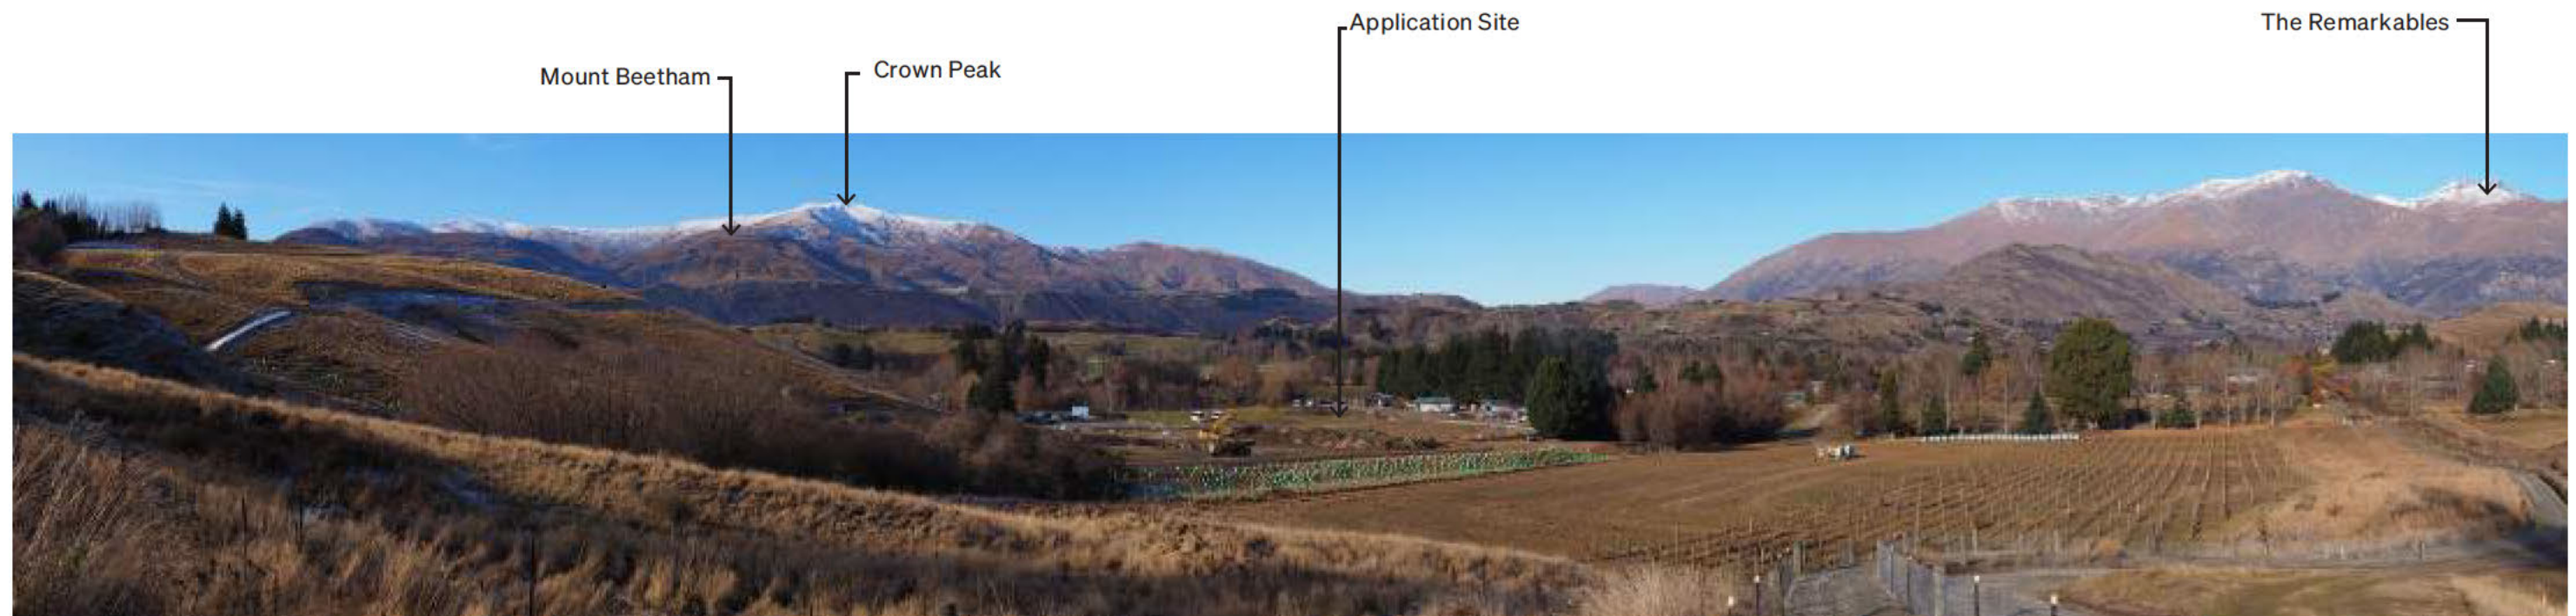 Application Site
The Remarkables
Mount Beetham
Crown Peak